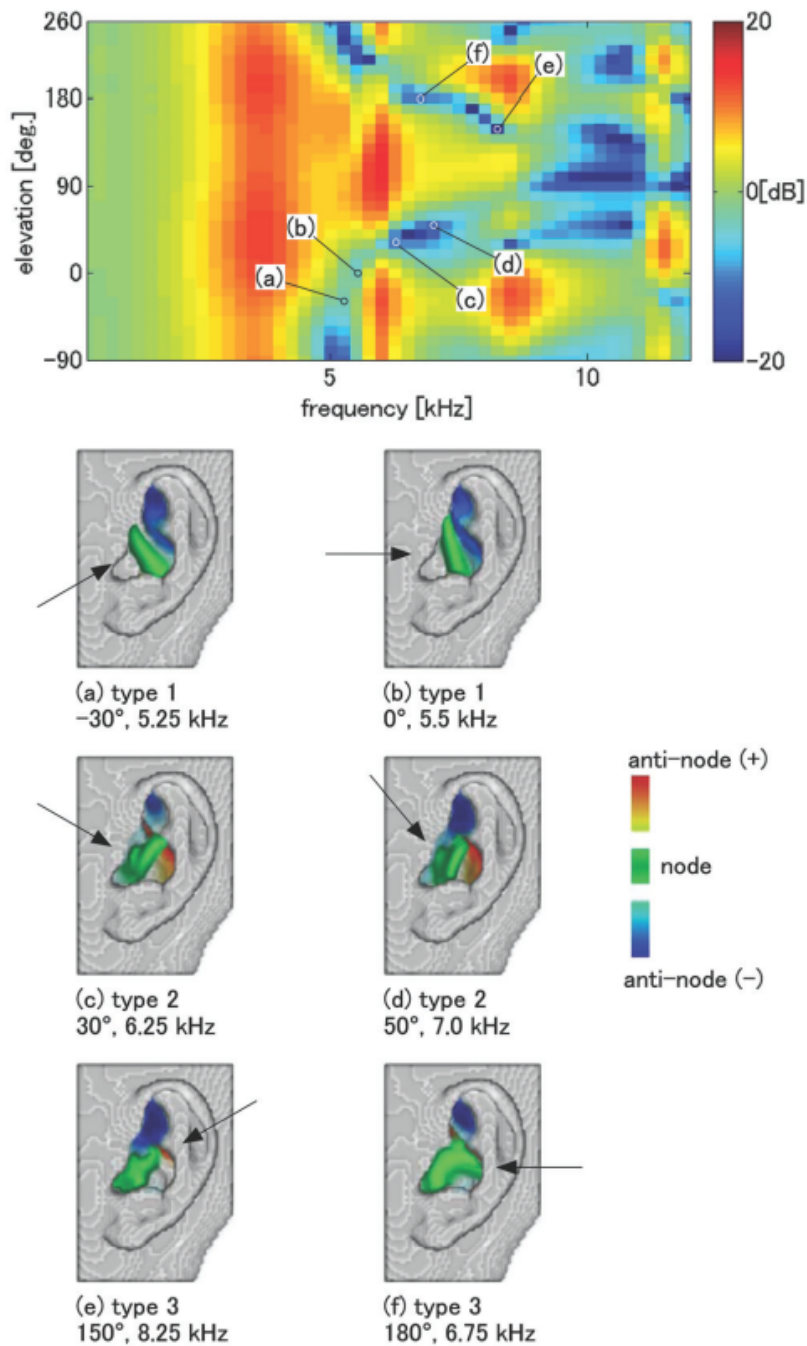 260
180
90
0
-90
elevation [deg.]
(f)
(e)
(b)
(a)
(d)
(c)
5
10
frequency [kHz]
20
0[dB]
-20
(a) type 1
-30°, 5.25 kHz
(b) type 1
0°, 5.5 kHz
(c) type 2
30°, 6.25 kHz
(d) type 2
50°, 7.0 kHz
anti-node (+)
node
anti-node (-)
(e) type 3
150°, 8.25 kHz
(f) type 3
180°, 6.75 kHz